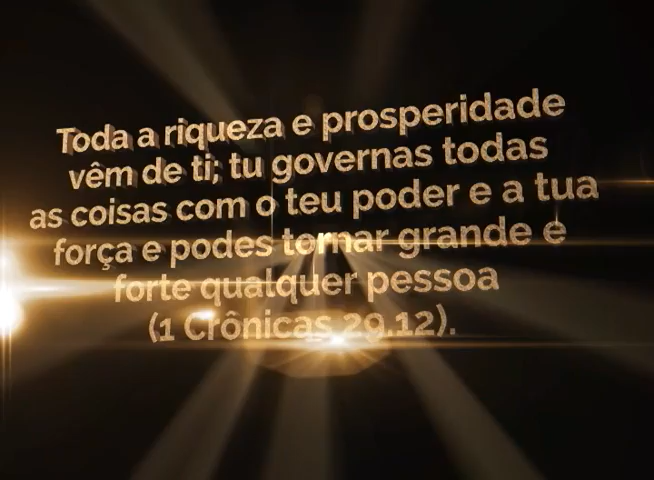 Toda a riqueza e prosperidade
vêm de ti; tu governas todas
as coisas com o teu poder e a tua
força e podes tornar grande e
forte qualquer pessoa
(1 Crônicas 29.12).